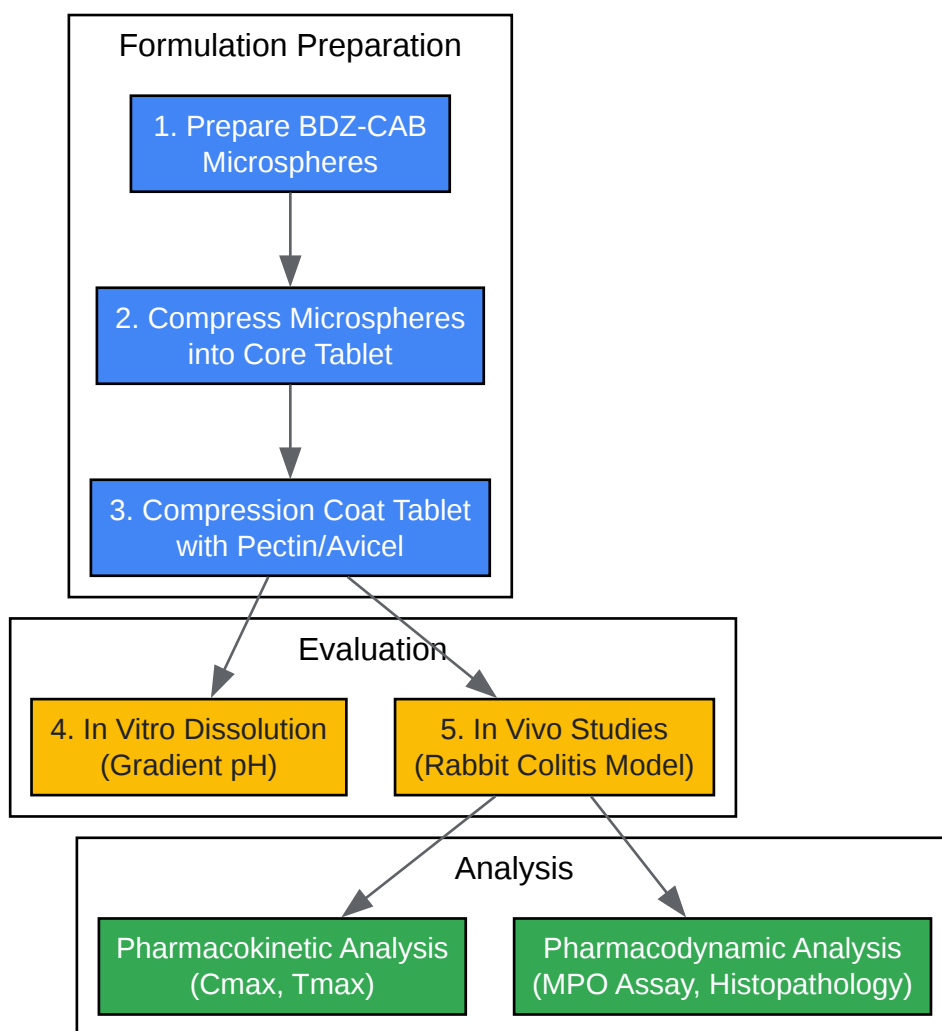 Formulation Preparation
1. Prepare BDZ-CAB
Microspheres
2. Compress Microspheres
into Core Tablet
3. Compression Coat Tablet
with Pectin/Avicel
Evaluation
4. In Vitro Dissolution
(Gradient pH)
5. In Vivo Studies
(Rabbit Colitis Model)
Analysis
Pharmacokinetic Analysis
(Cmax, Tmax)
Pharmacodynamic Analysis
(MPO Assay, Histopathology)